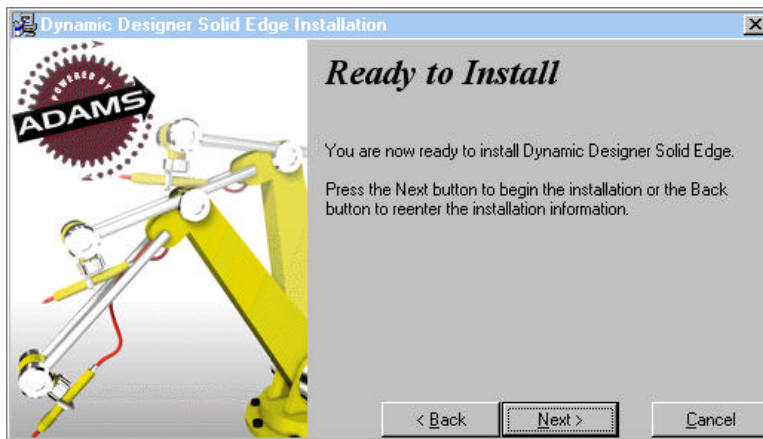 Dynamic Designer Solid Edge Installation
POWERED BY
ADAMS
Ready to Install
You are now ready to install Dynamic Designer Solid Edge.
Press the Next button to begin the installation or the Back
button to reenter the installation information.
< Back
Next >
Cancel